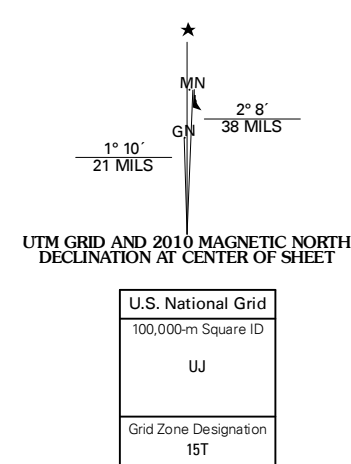 ★
MN
GN
2° 8´
38 MILS
1° 10´
21 MILS
UTM GRID AND 2010 MAGNETIC NORTH
DECLINATION AT CENTER OF SHEET
U.S. National Grid
100,000-m Square ID
UJ
Grid Zone Designation
15T